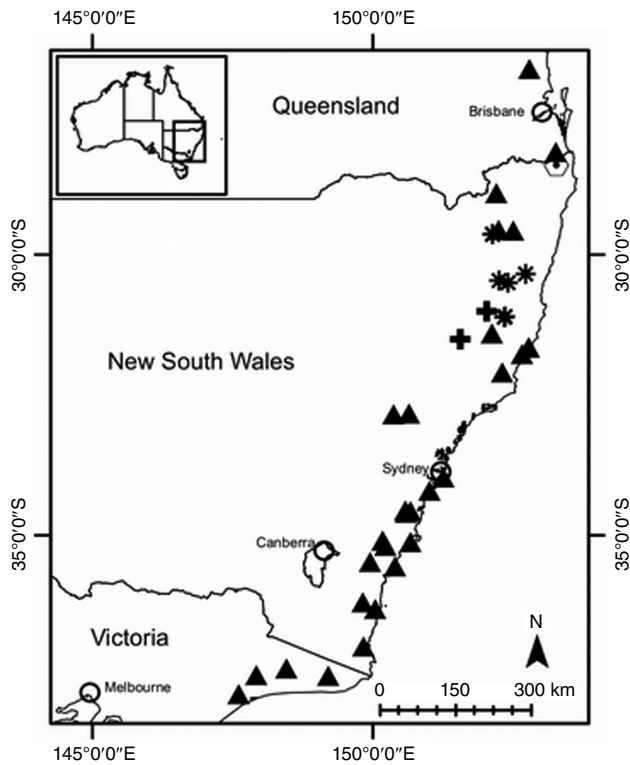 145°0'0"E 150°0'0"E
Queensland
Brisbane
30°0'0"S 30°0'0"S
New South Wales
Sydney
35°0'0"S 35°0'0"S
Canberra
N
Victoria
Melbourne
0 150 300 km
145°0'0"E 150°0'0"E